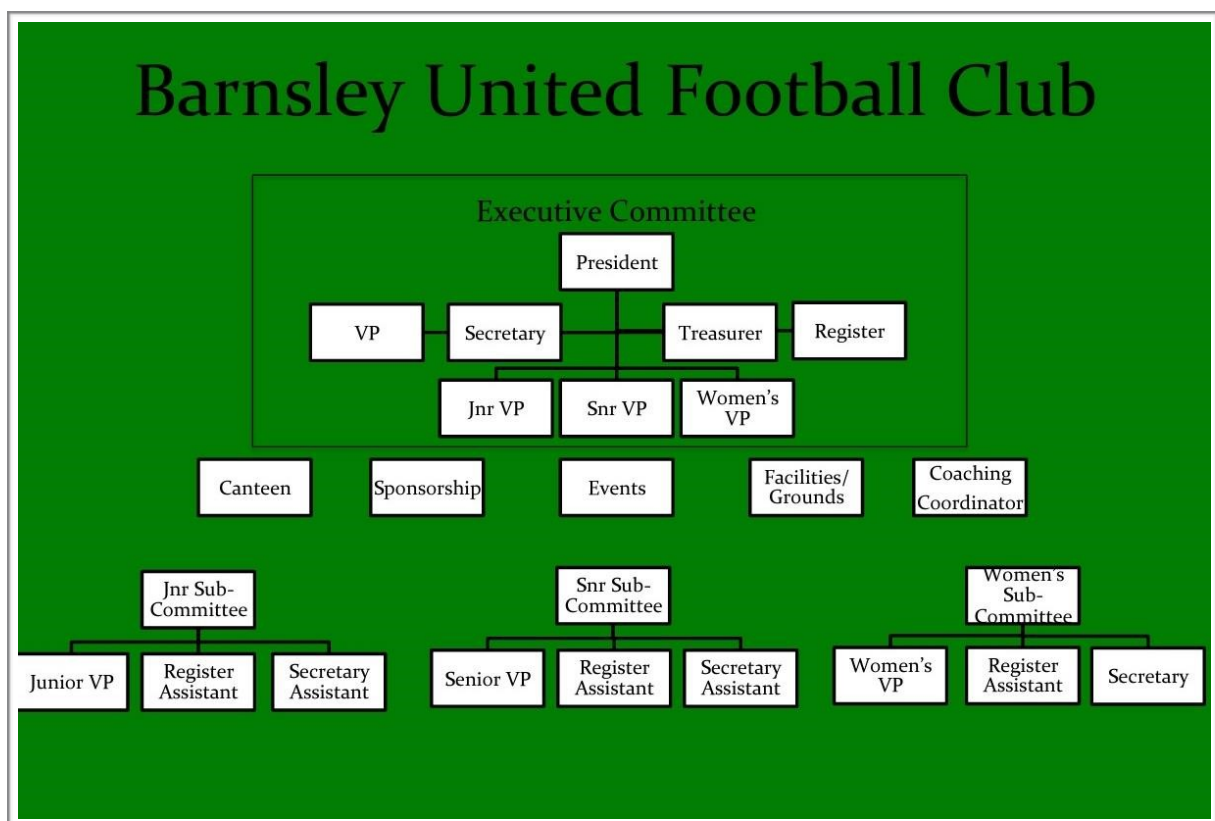 Barnsley United Football Club
Executive Committee
President
VP
Secretary
Treasurer
Register
Jnr VP
Snr VP
Women's
VP
Canteen
Sponsorship
Events
Facilities/
Grounds
Coaching
Coordinator
Jnr Sub-
Committee
Junior VP
Register
Assistant
Secretary
Assistant
Snr Sub-
Committee
Senior VP
Register
Assistant
Secretary
Assistant
Women's
Sub-
Committee
Women's
VP
Register
Assistant
Secretary